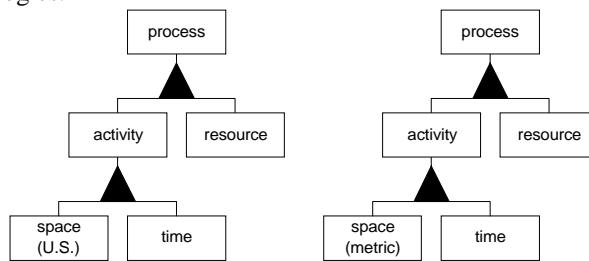 process
process
activity
resource
activity
resource
space
(U.S.)
time
space
(metric)
time